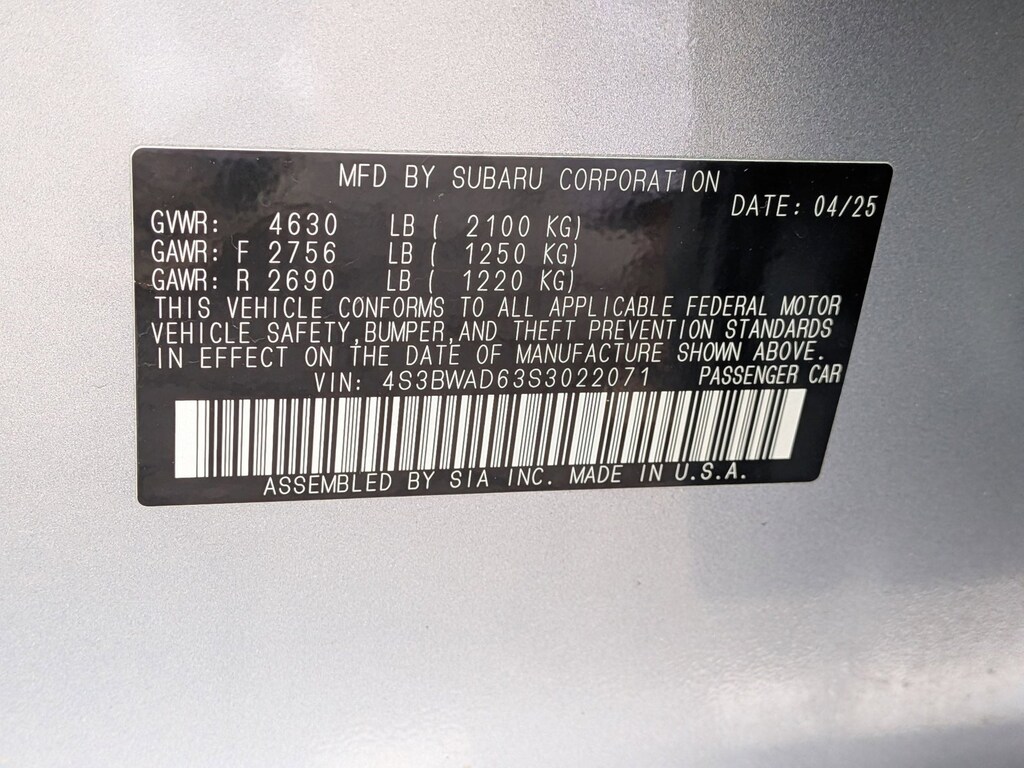 MFD BY SUBARU CORPORATION
DATE: 04/25
GVWR: 4630 LB ( 2100 KG)
GAWR: F 2756 LB ( 1250 KG)
GAWR: R 2690 LB ( 1220 KG)
THIS VEHICLE CONFORMS TO ALL APPLICABLE FEDERAL MOTOR
VEHICLE SAFETY,BUMPER,AND THEFT PREVENTION STANDARDS
IN EFFECT ON THE DATE OF MANUFACTURE SHOWN ABOVE.
VIN: 4S3BWAD63S3022071 PASSENGER CAR
ASSEMBLED BY SIA INC. MADE IN U.S.A.